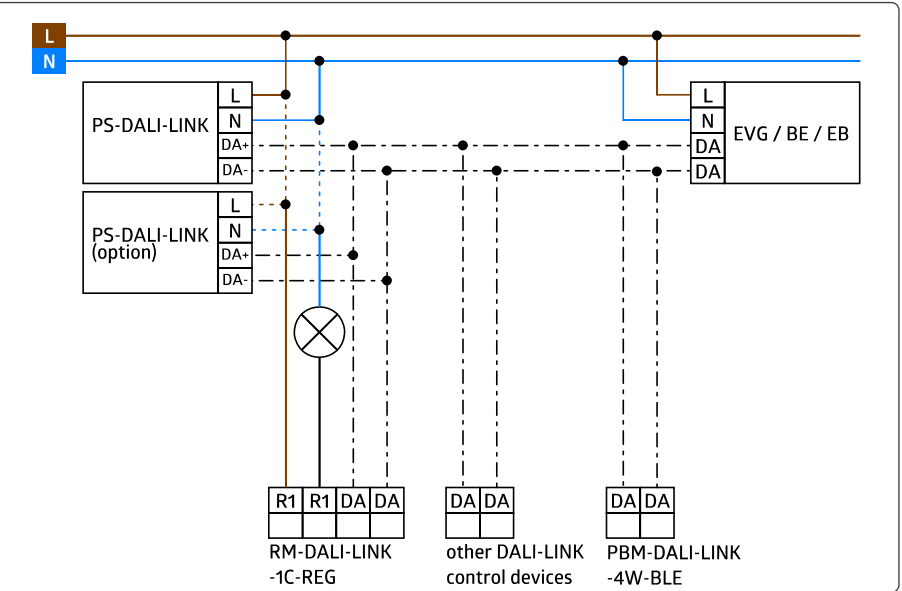 L
N
PS-DALI-LINK
L
N
DA+
DA-
L
N
DA
DA
EVG / BE / EB
PS-DALI-LINK
(option)
L
N
DA+
DA-
R1 R1 DA DA
DA DA
DA DA
RM-DALI-LINK
-1C-REG
other DALI-LINK
control devices
PBM-DALI-LINK
-4W-BLE